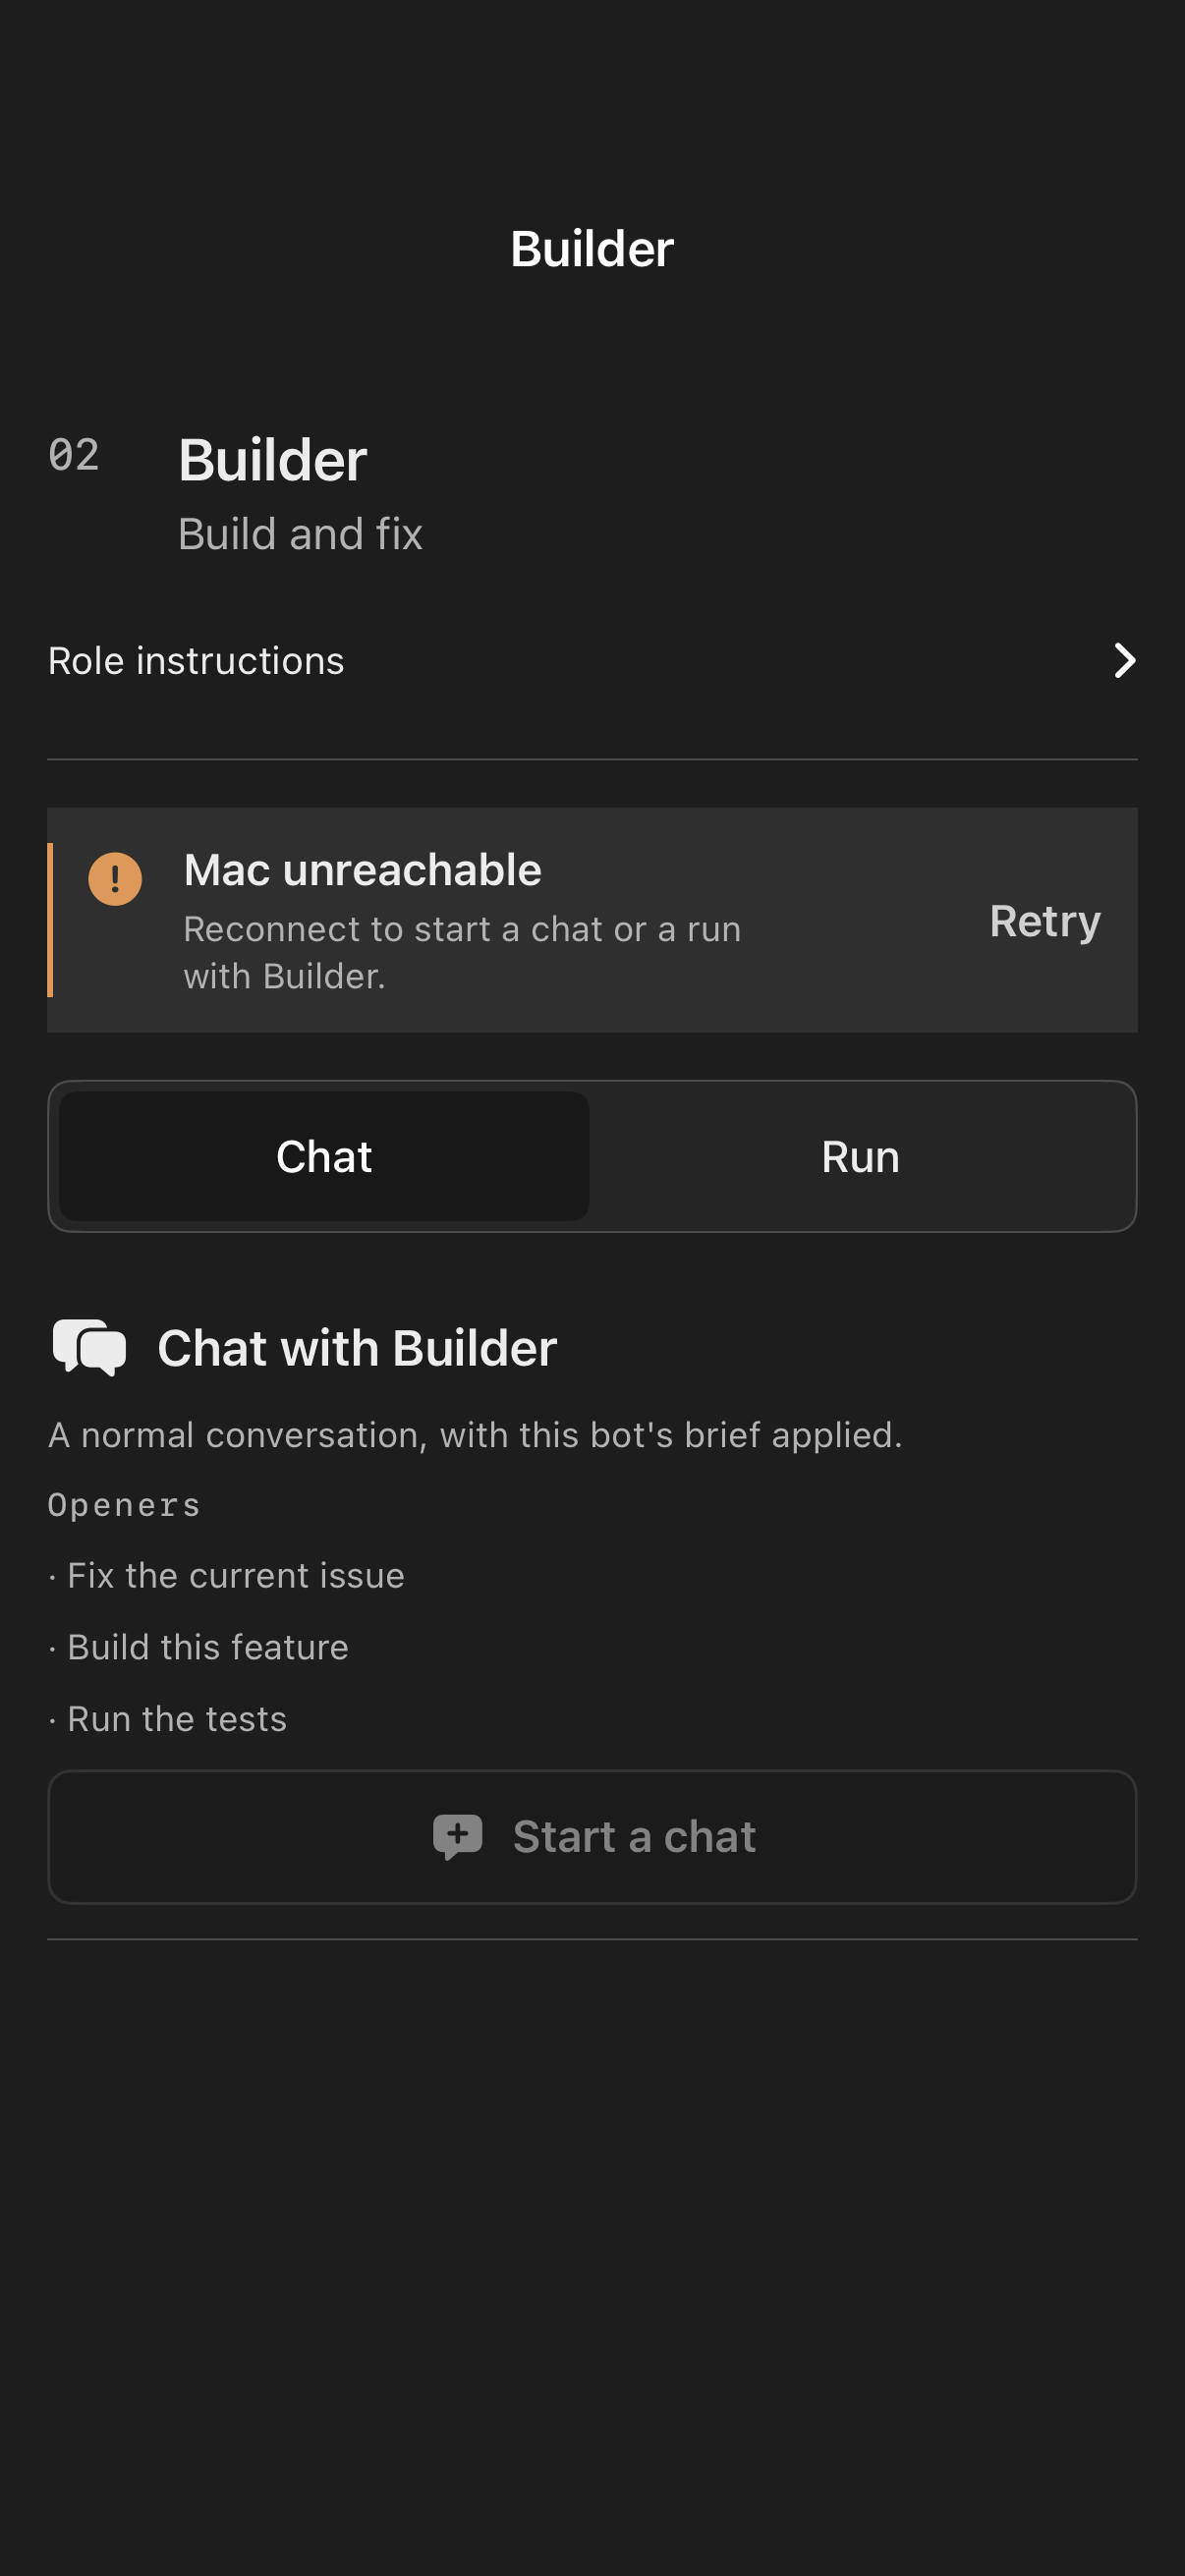 Builder
02
Builder
Build and fix
Role instructions
Mac unreachable
Reconnect to start a chat or a run
with Builder.
Retry
Chat
Run
Chat with Builder
A normal conversation, with this bot's brief applied.
Openers
· Fix the current issue
· Build this feature
· Run the tests
Start a chat